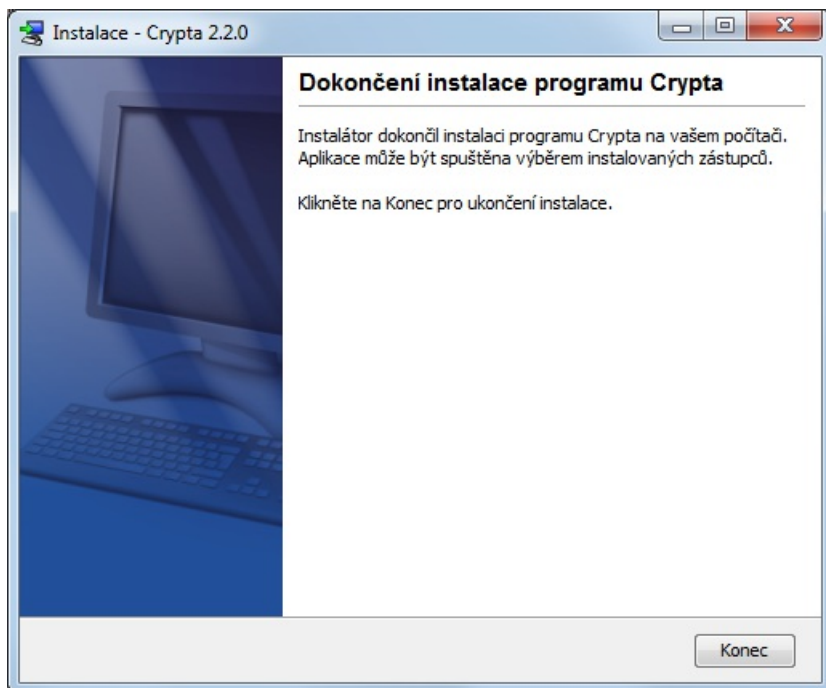 Instalace - Crypta 2.2.0
Dokončení instalace programu Crypta
Instalátor dokončil instalaci programu Crypta na vašem počítači.
Aplikace může být spuštěna výběrem instalovaných zástupců.
Klikněte na Konec pro ukončení instalace.
Konec